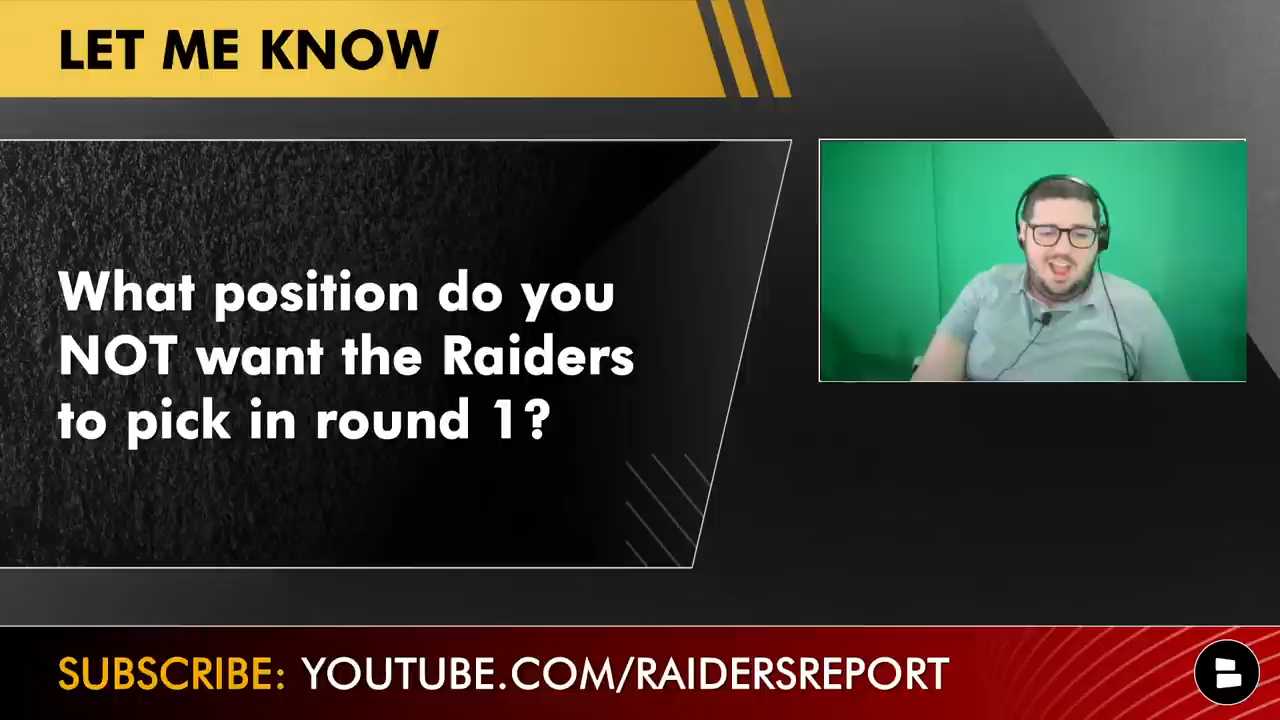 LET ME KNOW
What position do you
NOT want the Raiders
to pick in round 1?
SUBSCRIBE: YOUTUBE.COM/RAIDERSREPORT